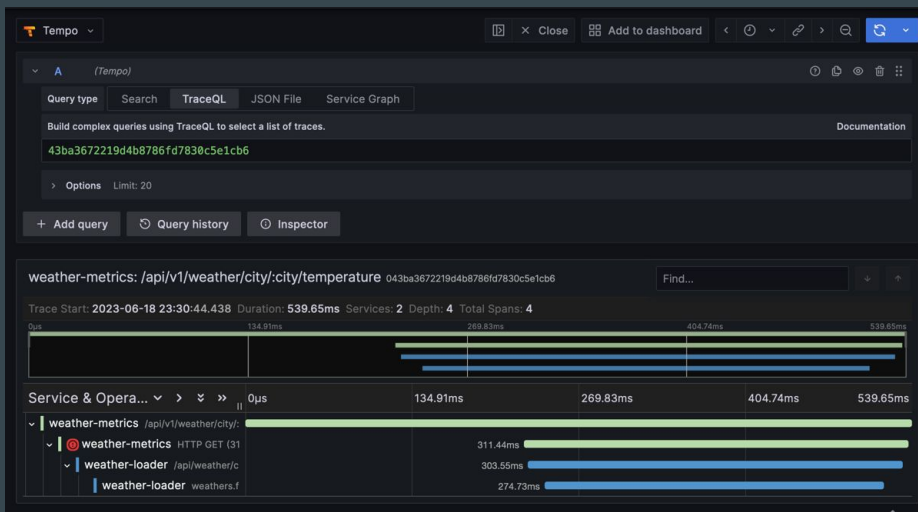 Tempo
Close
Add to dashboard
A (Tempo)
Query type Search TraceQL JSON File Service Graph
Build complex queries using TraceQL to select a list of traces. Documentation
43ba3672219d4b8786fd7830c5e1cb6
Options Limit: 20
+ Add query Query history Inspector
weather-metrics: /api/v1/weather/city/:city/temperature 043ba3672219d4b8786fd7830c5e1cb6 Find...
Trace Start: 2023-06-18 23:30:44.438 Duration: 539.65ms Services: 2 Depth: 4 Total Spans: 4
0µs 134.91ms 269.83ms 404.74ms 539.65ms
Service & Opera... 0µs 134.91ms 269.83ms 404.74ms 539.65ms
weather-metrics /api/v1/weather/city/:
weather-metrics HTTP GET (31 311.44ms
weather-loader /api/weather/c 303.55ms
weather-loader weathers.f 274.73ms